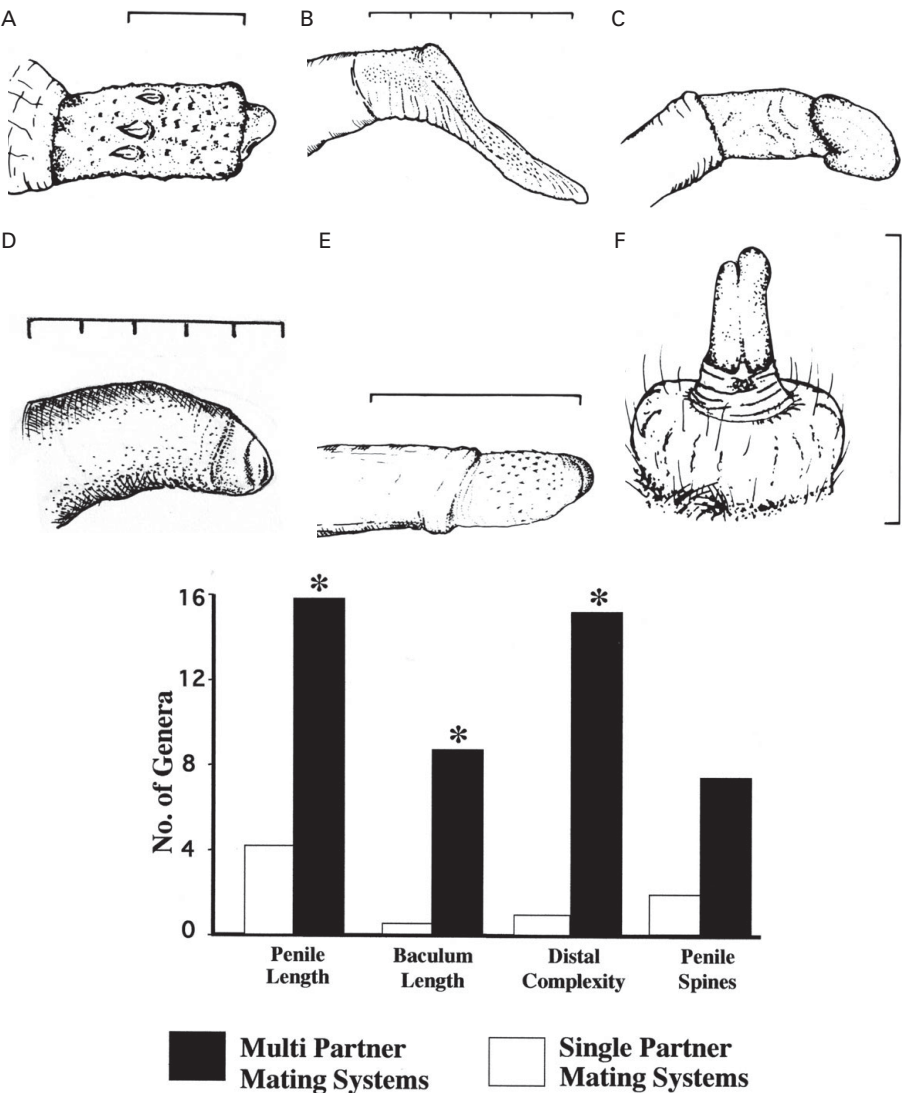 A
B
C
D
E
F
16
12
8
4
0
No. of Genera
*
*
*
Penile
Length
Baculum
Length
Distal
Complexity
Penile
Spines
Multi Partner
Mating Systems
Single Partner
Mating Systems